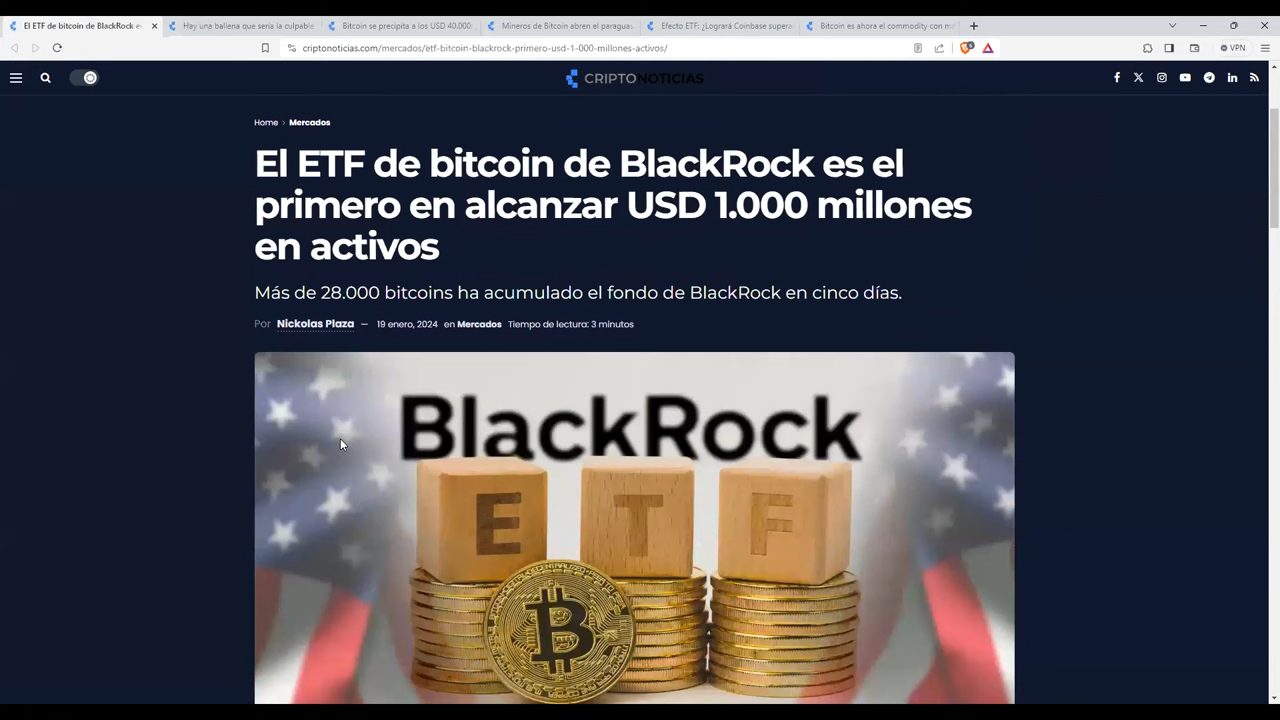 El ETF de bitcoin de BlackRock e
Hay una ballena que sería la culpable
Bitcoin se precipita a los USD 40.000:
Mineros de Bitcoin abren el paraguas
Efecto ETF: ¿Logrará Coinbase supera
Bitcoin es ahora el commodity con m
criptonoticias.com/mercados/etf-bitcoin-blackrock-primero-usd-1-000-millones-activos/
VPN
CRIPTONOTICIAS
Home > Mercados
El ETF de bitcoin de BlackRock es el
primero en alcanzar USD 1.000 millones
en activos
Más de 28.000 bitcoins ha acumulado el fondo de BlackRock en cinco días.
Por Nickolas Plaza — 19 enero, 2024 en Mercados Tiempo de lectura: 3 minutos
BlackRock
E T F